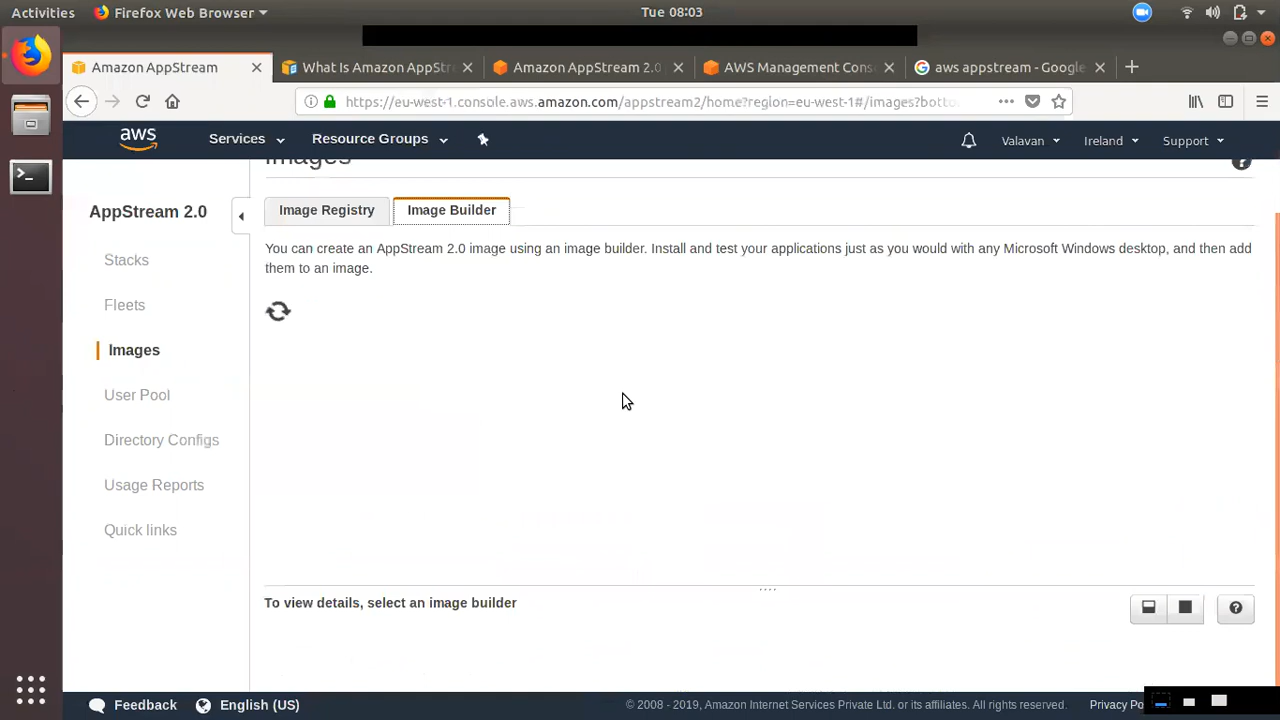 Activities
Firefox Web Browser
Tue 08:03
Amazon AppStream
What Is Amazon AppStre
Amazon AppStream 2.0
AWS Management Cons
aws appstream - Google
https://eu-west-1.console.aws.amazon.com/appstream2/home?region=eu-west-1#/images?botto
aws
Services
Resource Groups
Valavan
Ireland
Support
Images
AppStream 2.0
Image Registry
Image Builder
You can create an AppStream 2.0 image using an image builder. Install and test your applications just as you would with any Microsoft Windows desktop, and then add
them to an image.
Stacks
Fleets
Images
User Pool
Directory Configs
Usage Reports
Quick links
To view details, select an image builder
Feedback
English (US)
© 2008 - 2019, Amazon Internet Services Private Ltd. or its affiliates. All rights reserved.
Privacy Po